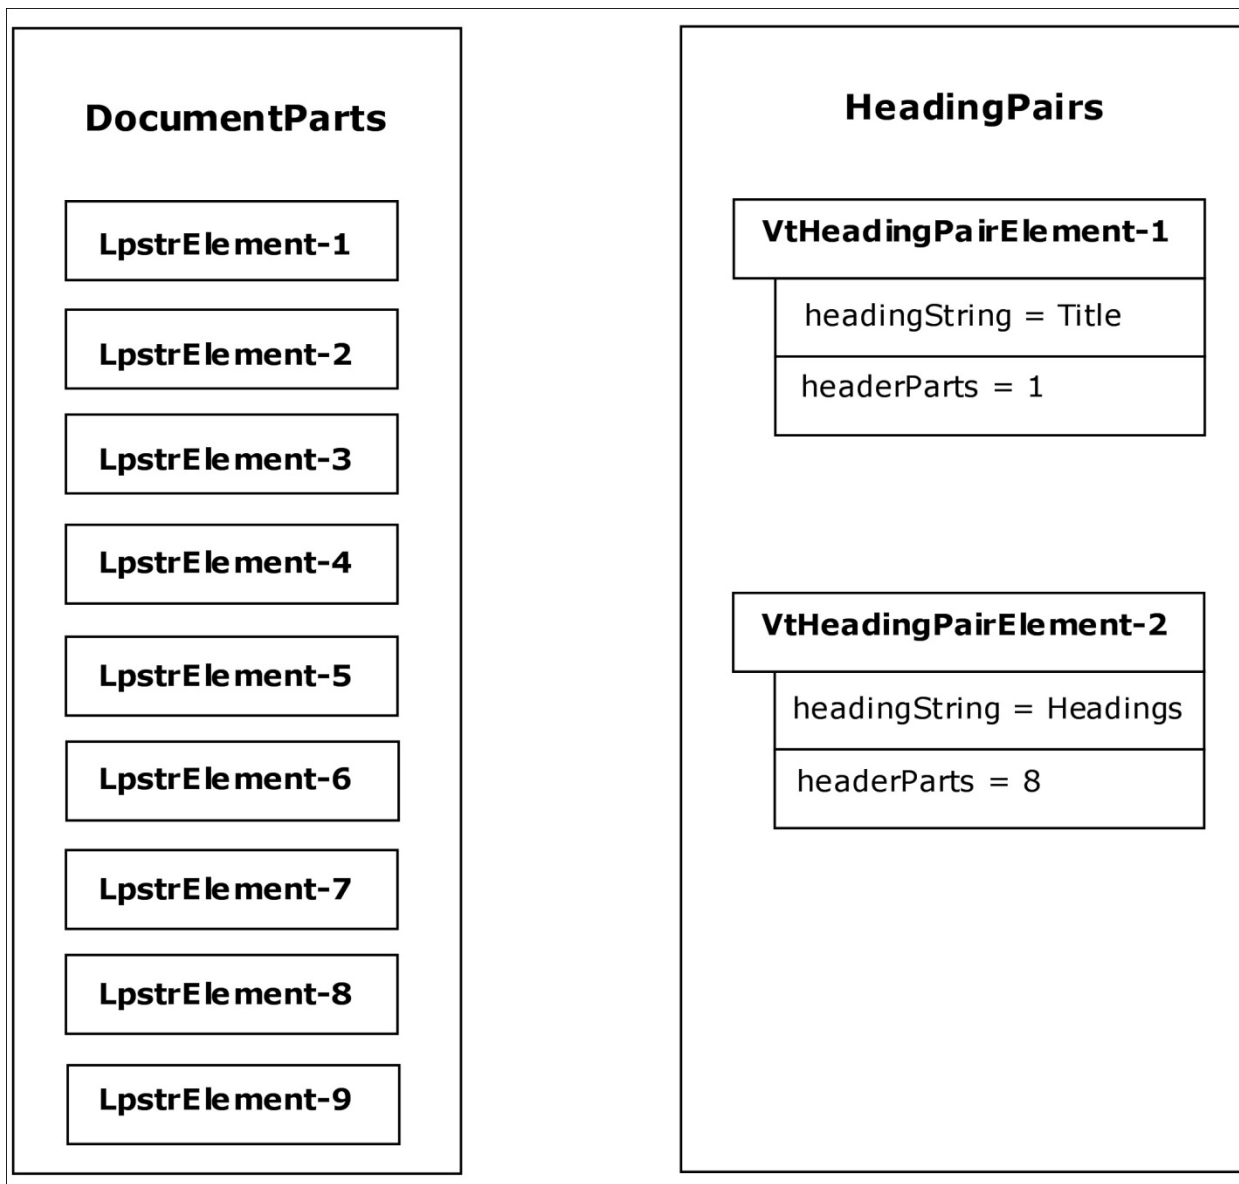 DocumentParts
LpstrElement-1
LpstrElement-2
LpstrElement-3
LpstrElement-4
LpstrElement-5
LpstrElement-6
LpstrElement-7
LpstrElement-8
LpstrElement-9
HeadingPairs
VtHeadingPairElement-1
headingString = Title
headerParts = 1
VtHeadingPairElement-2
headingString = Headings
headerParts = 8